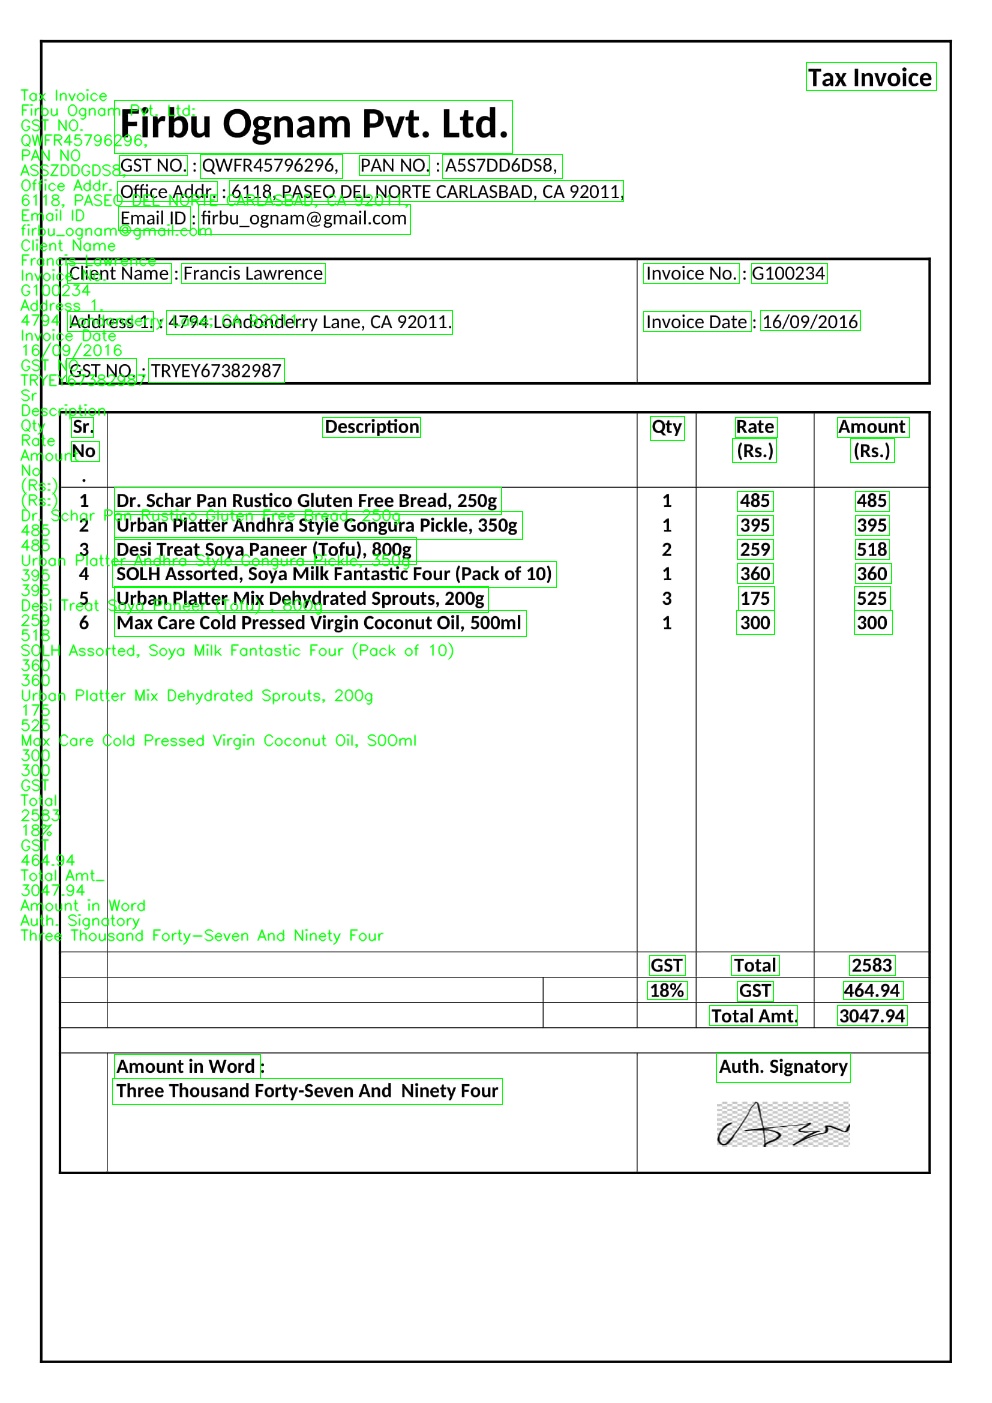 Tax Invoice
Firbu Ognam Pvt. Ltd.
GST NO. : QWFR45796296, PAN NO. : A5S7DD6DS8,
Office Addr. : 6118, PASEO DEL NORTE CARLASBAD, CA 92011,
Email ID : firbu_ognam@gmail.com
Client Name : Francis Lawrence
Invoice No. : G100234
Address 1. : 4794 Londonderry Lane, CA 92011.
Invoice Date : 16/09/2016
GST NO. : TRYEY67382987
Sr. No . Description Qty Rate (Rs.) Amount (Rs.)
1 Dr. Schar Pan Rustico Gluten Free Bread, 250g 1 485 485
2 Urban Platter Andhra Style Gongura Pickle, 350g 1 395 395
3 Desi Treat Soya Paneer (Tofu), 800g 2 259 518
4 SOLH Assorted, Soya Milk Fantastic Four (Pack of 10) 1 360 360
5 Urban Platter Mix Dehydrated Sprouts, 200g 3 175 525
6 Max Care Cold Pressed Virgin Coconut Oil, 500ml 1 300 300
GST Total 2583
18% GST 464.94
Total Amt. 3047.94
Amount in Word :
Three Thousand Forty-Seven And Ninety Four
Auth. Signatory
Tax Invoice
Firbu Ognam Pvt. Ltd:
GST NO.
QWFR45796296,
PAN NO
ASSZDDGDS8,
Office Addr.
6118, PASEO DEL NORTE CARLASBAD, CA 92011,
Email ID
firbu_ognam@gmail.com
Client Name
Francis Lawrence
Invoice No.
G100234
Address 1.
4794 Londonderry Lane, CA 92011.
Invoice Date
16/09/2016
GST NO.
TRYEY67382987
Sr
Description
Qty
Rate
Amount
No
(Rs:)
(Rs:)
Dr. Schar Pan Rustico Gluten Free Bread, 250g
485
485
Urban Platter Andhra Style Gongura Pickle, 350g
395
395
Desi Treat Soya Paneer (Tofu) , 800g
259
518
SOLH Assorted, Soya Milk Fantastic Four (Pack of 10)
360
360
Urban Platter Mix Dehydrated Sprouts, 200g
175
525
Max Care Cold Pressed Virgin Coconut Oil, S00ml
300
300
GST
Total
2583
18%
GST
464.94
Total Amt_
3047.94
Amount in Word
Auth. Signatory
Three Thousand Forty-Seven And Ninety Four